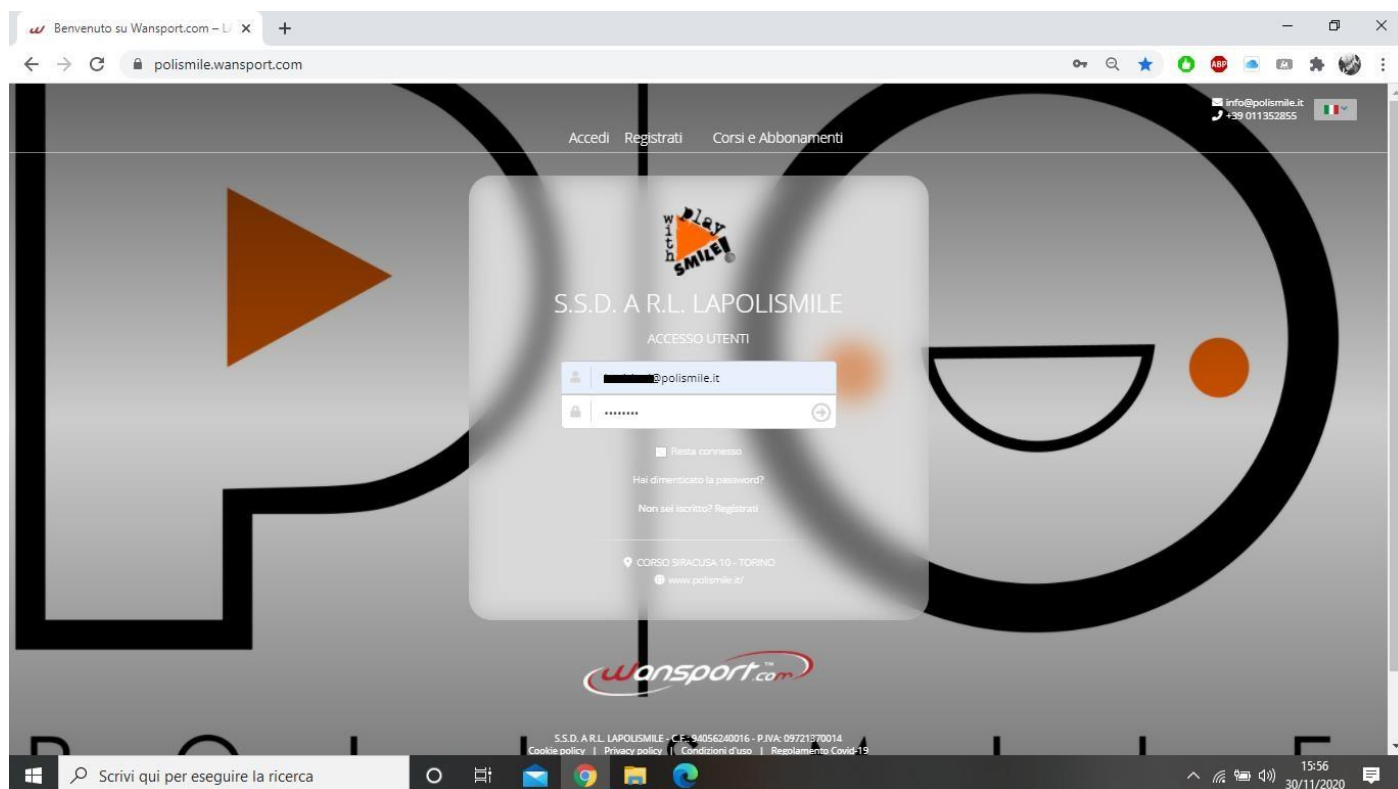 Benvenuto su Wansport.com – L
polismile.wansport.com
ABP
info@polismile.it
+39 011352855
Accedi Registrati Corsi e Abbonamenti
play
with
SMILE!
S.S.D. A R.L. LAPOLISMILE
ACCESSO UTENTI
@polismile.it
Resta connesso
Hai dimenticato la password?
Non sei iscritto? Registrati
CORSO SIRACUSA 10 - TORINO
www.polismile.it/
wansport.com™
S.S.D. A R.L. LAPOLISMILE - C.F.: 94056240016 - P.IVA: 09721370014
Cookie policy | Privacy policy | Condizioni d'uso | Regolamento Covid-19
Scrivi qui per eseguire la ricerca
15:56
30/11/2020